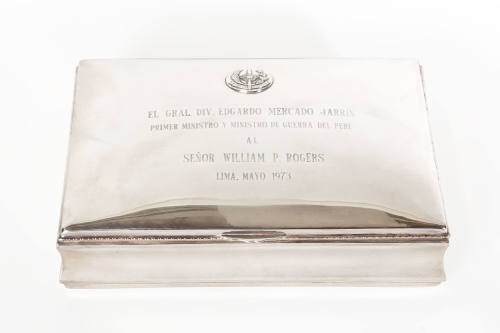 EL GRAL. DIV. EDGARDO MERCADO JARRIN
PRIMER MINISTRO Y MINISTRO DE GUERRA DEL PERU
AL
SEÑOR WILLIAM P. ROGERS
LIMA, MAYO 1973